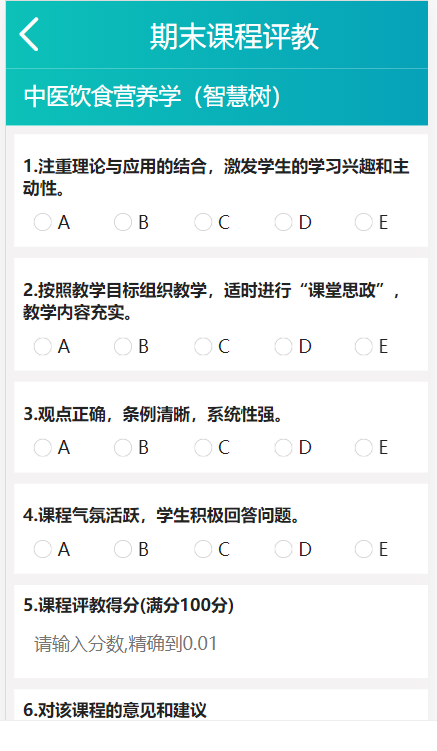 期末课程评教
中医饮食营养学（智慧树）
1.注重理论与应用的结合，激发学生的学习兴趣和主
动性。
A B C D E
2.按照教学目标组织教学，适时进行“课堂思政”，
教学内容充实。
A B C D E
3.观点正确，条例清晰，系统性强。
A B C D E
4.课程气氛活跃，学生积极回答问题。
A B C D E
5.课程评教得分(满分100分)
请输入分数,精确到0.01
6.对该课程的意见和建议